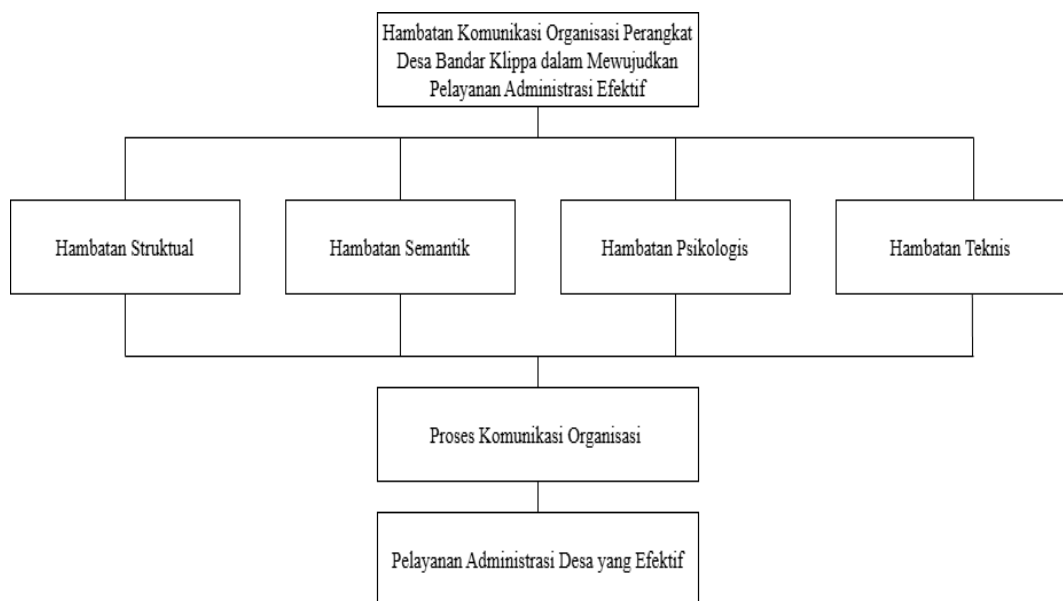 Hambatan Komunikasi Organisasi Perangkat
Desa Bandar Klippa dalam Mewujudkan
Pelayanan Administrasi Efektif
Hambatan Struktual
Hambatan Semantik
Hambatan Psikologis
Hambatan Teknis
Proses Komunikasi Organisasi
Pelayanan Administrasi Desa yang Efektif